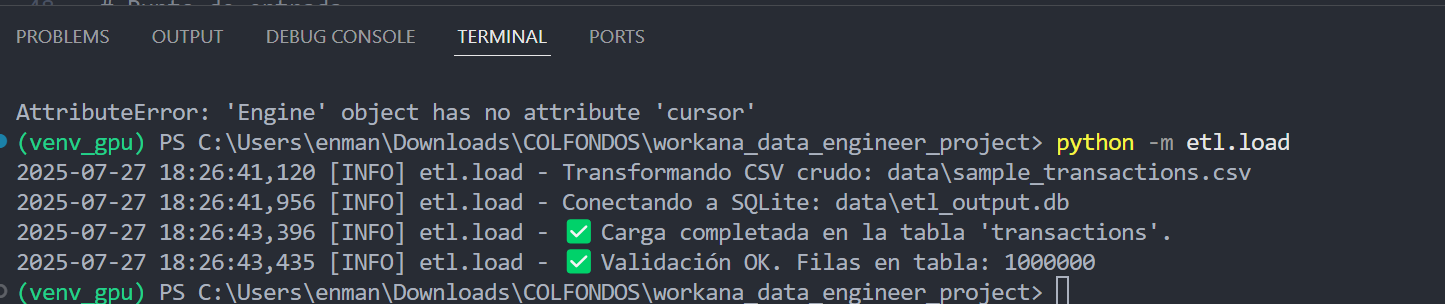 PROBLEMS OUTPUT DEBUG CONSOLE TERMINAL PORTS
AttributeError: 'Engine' object has no attribute 'cursor'
(venv_gpu) PS C:\Users\enman\Downloads\COLFONDOS\workana_data_engineer_project> python -m etl.load
2025-07-27 18:26:41,120 [INFO] etl.load - Transformando CSV crudo: data\sample_transactions.csv
2025-07-27 18:26:41,956 [INFO] etl.load - Conectando a SQLite: data\etl_output.db
2025-07-27 18:26:43,396 [INFO] etl.load - ✅ Carga completada en la tabla 'transactions'.
2025-07-27 18:26:43,435 [INFO] etl.load - ✅ Validación OK. Filas en tabla: 1000000
(venv_gpu) PS C:\Users\enman\Downloads\COLFONDOS\workana_data_engineer_project>